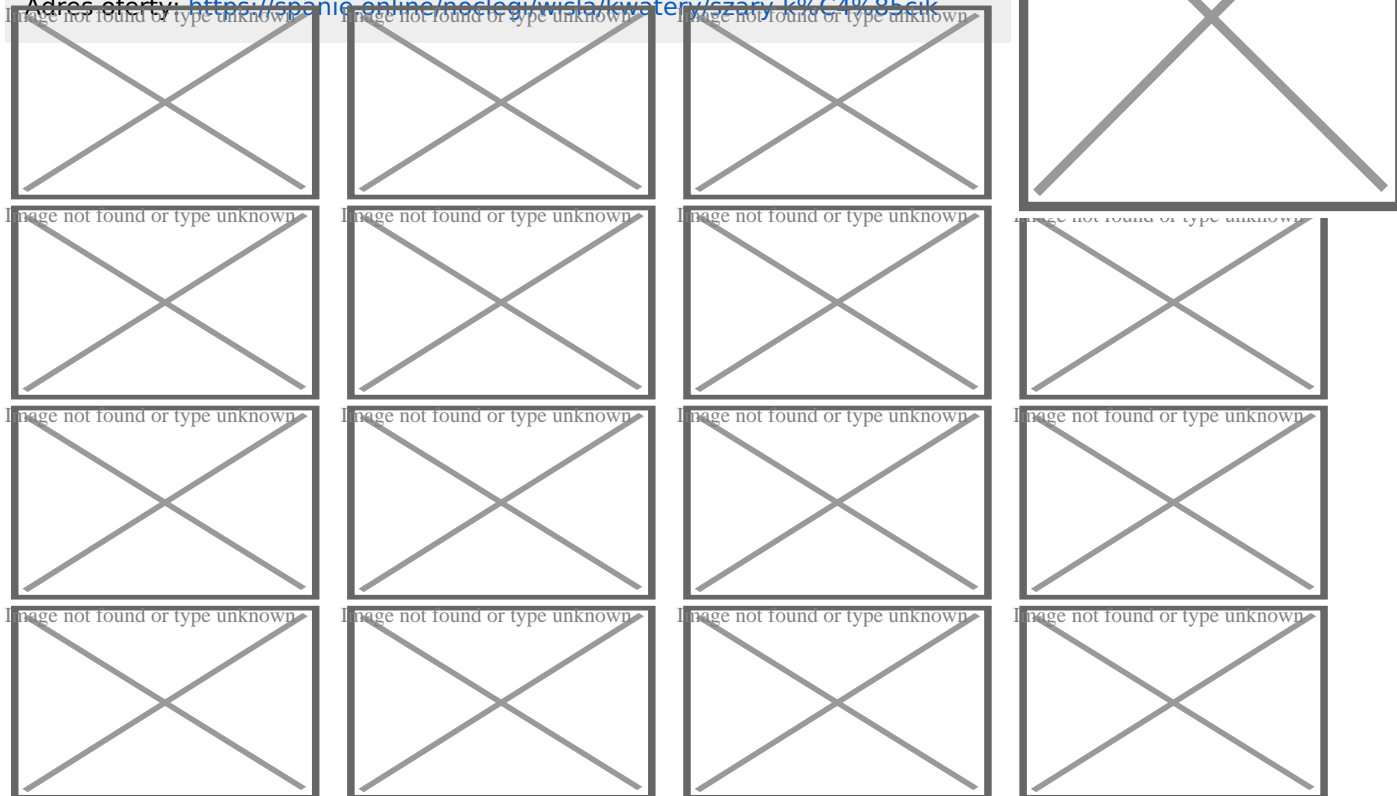 Adres oferty: https://spanie.online/noclegi/wisla/kwatery/szary-k%C4%85cik
Image not found or type unknown Image not found or type unknown Image not found or type unknown
Image not found or type unknown Image not found or type unknown Image not found or type unknown Image not found or type unknown
Image not found or type unknown Image not found or type unknown Image not found or type unknown Image not found or type unknown
Image not found or type unknown Image not found or type unknown Image not found or type unknown Image not found or type unknown